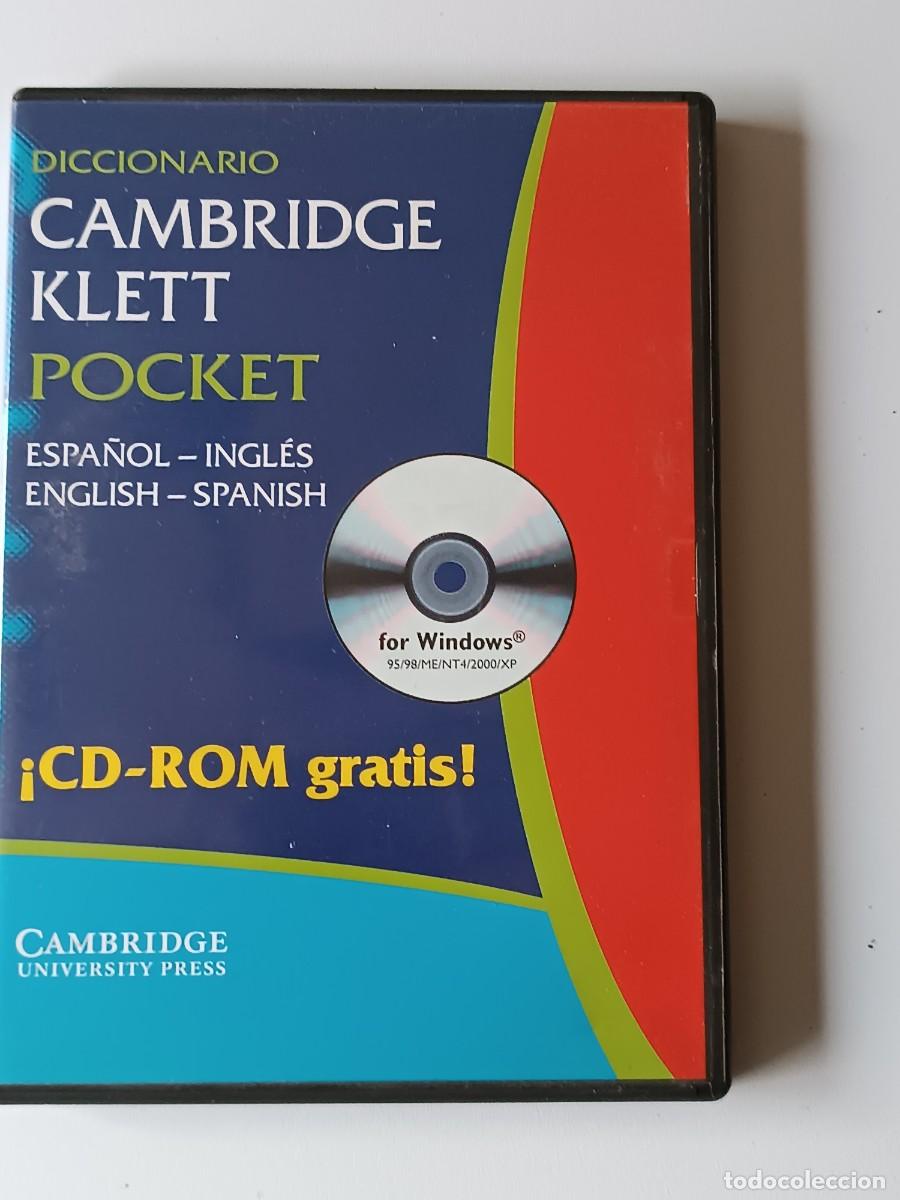 DICCIONARIO
CAMBRIDGE
KLETT
POCKET
ESPAÑOL – INGLÉS
ENGLISH – SPANISH
for Windows®
95/98/ME/NT4/2000/XP
¡CD-ROM gratis!
CAMBRIDGE
UNIVERSITY PRESS
todocoleccion